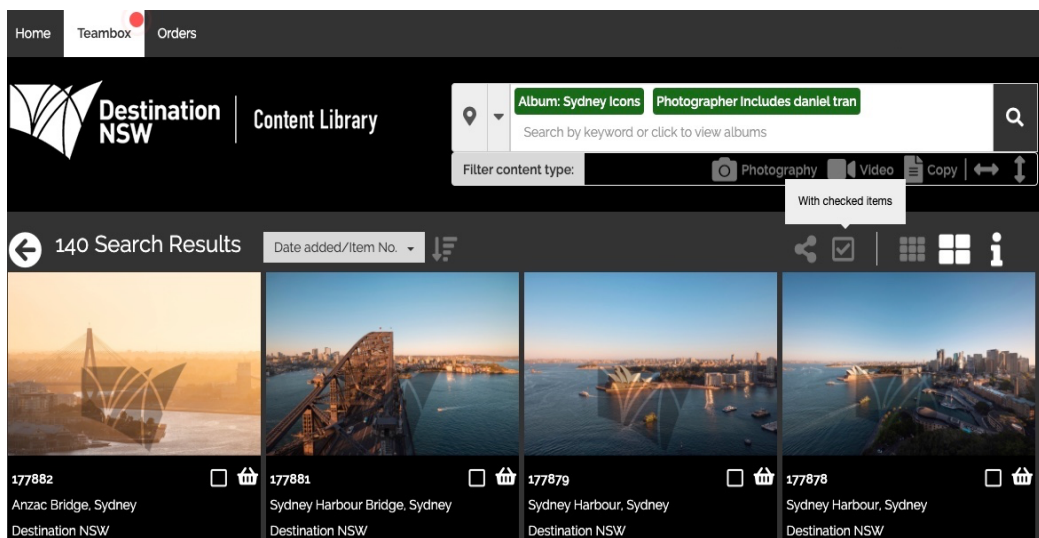 Home Teambox Orders
Destination
NSW
Content Library
Album: Sydney Icons Photographer Includes daniel tran
Search by keyword or click to view albums
Filter content type: Photography Video Copy
With checked items
140 Search Results Date added/Item No.
177882 177881 177879 177878
Anzac Bridge, Sydney Sydney Harbour Bridge, Sydney Sydney Harbour, Sydney Sydney Harbour, Sydney
Destination NSW Destination NSW Destination NSW Destination NSW